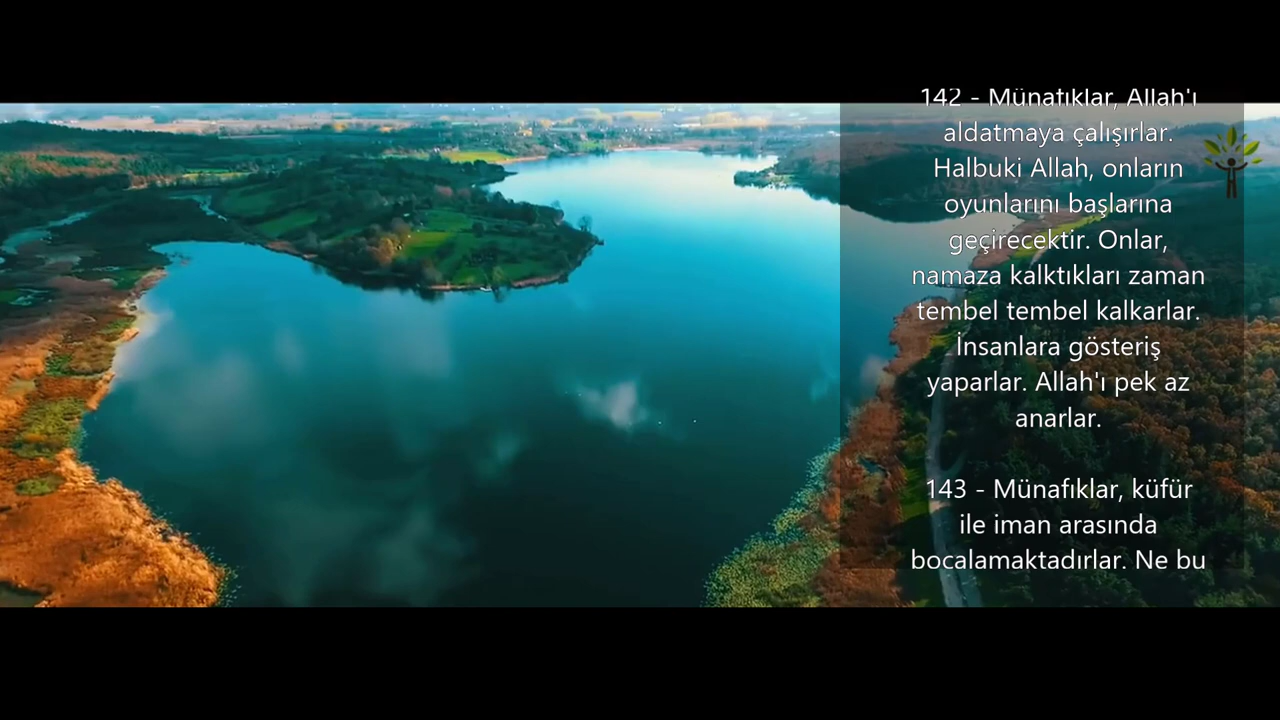 142 - Münafıklar, Allah'ı
aldatmaya çalışırlar.
Halbuki Allah, onların
oyunlarını başlarına
geçirecektir. Onlar,
namaza kalktıkları zaman
tembel tembel kalkarlar.
İnsanlara gösteriş
yaparlar. Allah'ı pek az
anarlar.
143 - Münafıklar, küfür
ile iman arasında
bocalamaktadırlar. Ne bu